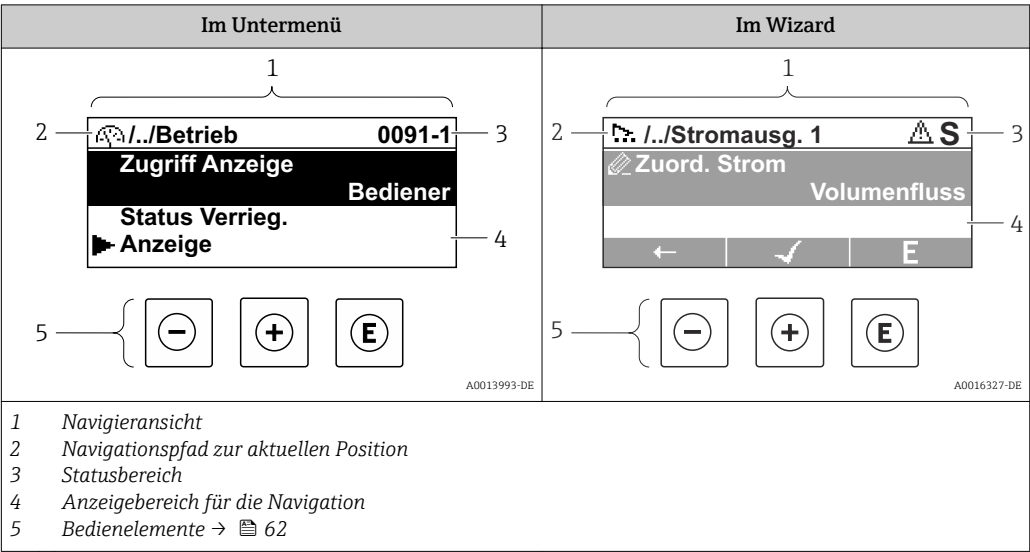 Im Untermenü
Im Wizard
1
2
/../Betrieb
0091-1
3
Zugriff Anzeige
Bediener
Status Verrieg.
Anzeige
4
5
-
+
E
A0013993-DE
1
2
/../Stromausg. 1
S
3
Zuord. Strom
Volumenfluss
4
E
5
-
+
E
A0016327-DE
1 Navigieransicht
2 Navigationspfad zur aktuellen Position
3 Statusbereich
4 Anzeigebereich für die Navigation
5 Bedienelemente → 62